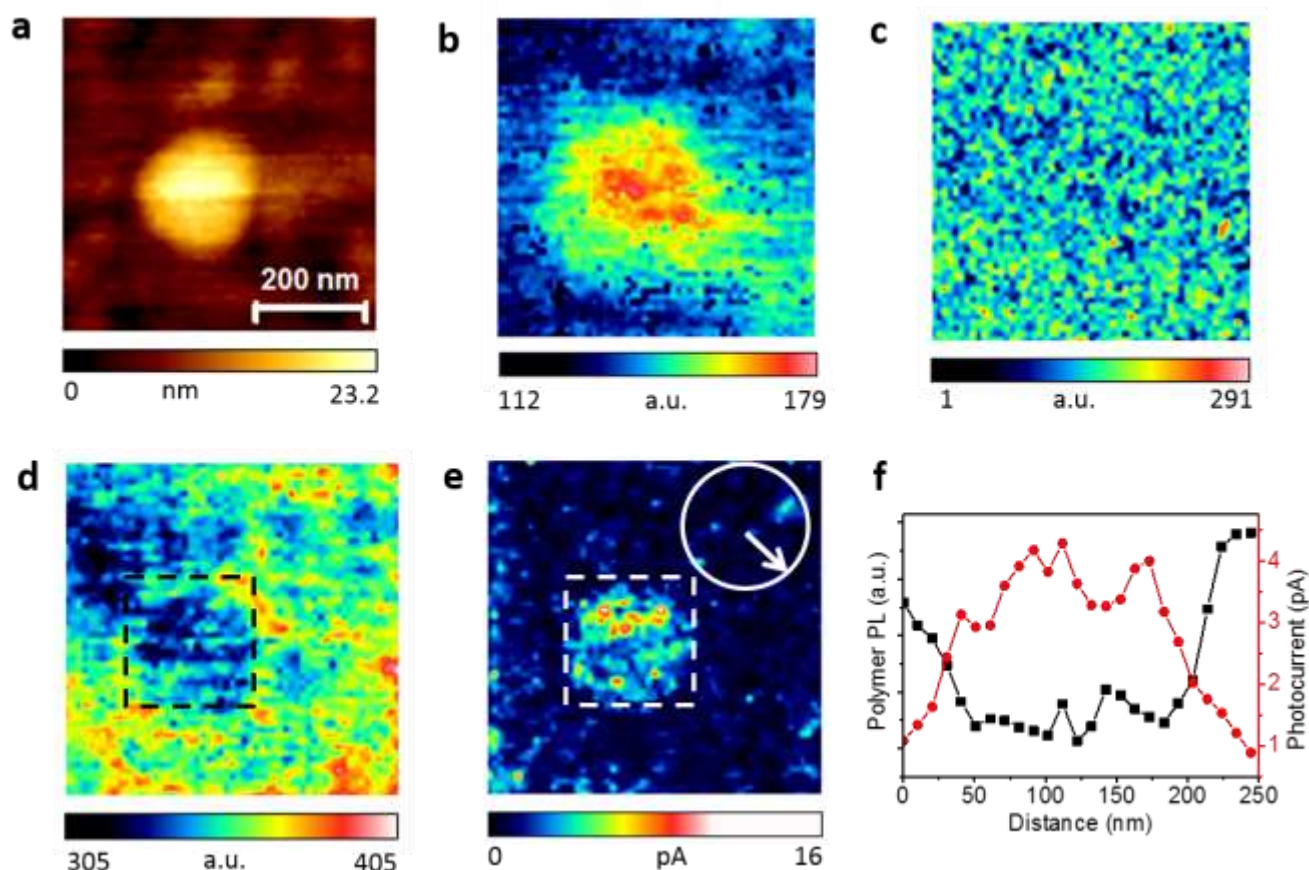 a
b
c
200 nm
0 nm 23.2
112 a.u. 179
1 a.u. 291
d
e
f
305 a.u. 405
0 pA 16
Polymer PL (a.u.)
Photocurrent (pA)
4
3
2
1
0 50 100 150 200 250
Distance (nm)